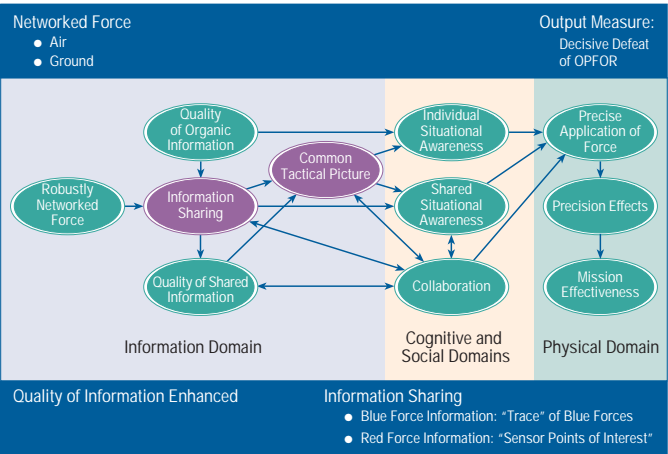 Networked Force
● Air
● Ground
Output Measure:
Decisive Defeat
of OPFOR
Quality
of Organic
Information
Individual
Situational
Awareness
Precise
Application of
Force
Common
Tactical Picture
Robustly
Networked
Force
Information
Sharing
Shared
Situational
Awareness
Precision Effects
Quality of Shared
Information
Collaboration
Mission
Effectiveness
Information Domain
Cognitive and
Social Domains
Physical Domain
Quality of Information Enhanced
Information Sharing
● Blue Force Information: “Trace” of Blue Forces
● Red Force Information: “Sensor Points of Interest”